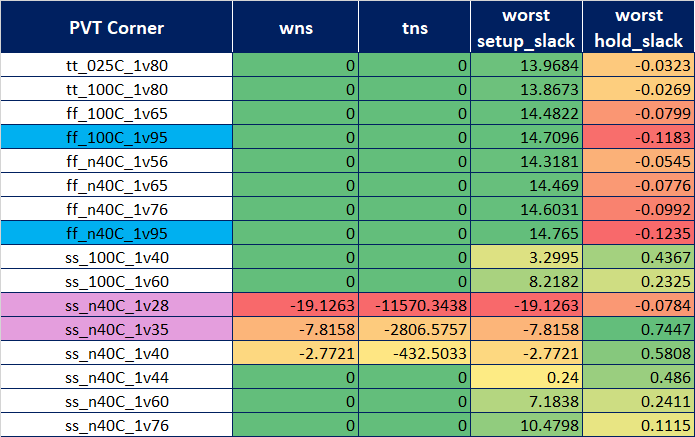 PVT Corner wns tns worst setup_slack worst hold_slack
tt_025C_1v80 0 0 13.9684 -0.0323
tt_100C_1v80 0 0 13.8673 -0.0269
ff_100C_1v65 0 0 14.4822 -0.0799
ff_100C_1v95 0 0 14.7096 -0.1183
ff_n40C_1v56 0 0 14.3181 -0.0545
ff_n40C_1v65 0 0 14.469 -0.0776
ff_n40C_1v76 0 0 14.6031 -0.0992
ff_n40C_1v95 0 0 14.765 -0.1235
ss_100C_1v40 0 0 3.2995 0.4367
ss_100C_1v60 0 0 8.2182 0.2325
ss_n40C_1v28 -19.1263 -11570.3438 -19.1263 -0.0784
ss_n40C_1v35 -7.8158 -2806.5757 -7.8158 0.7447
ss_n40C_1v40 -2.7721 -432.5033 -2.7721 0.5808
ss_n40C_1v44 0 0 0.24 0.486
ss_n40C_1v60 0 0 7.1838 0.2411
ss_n40C_1v76 0 0 10.4798 0.1115